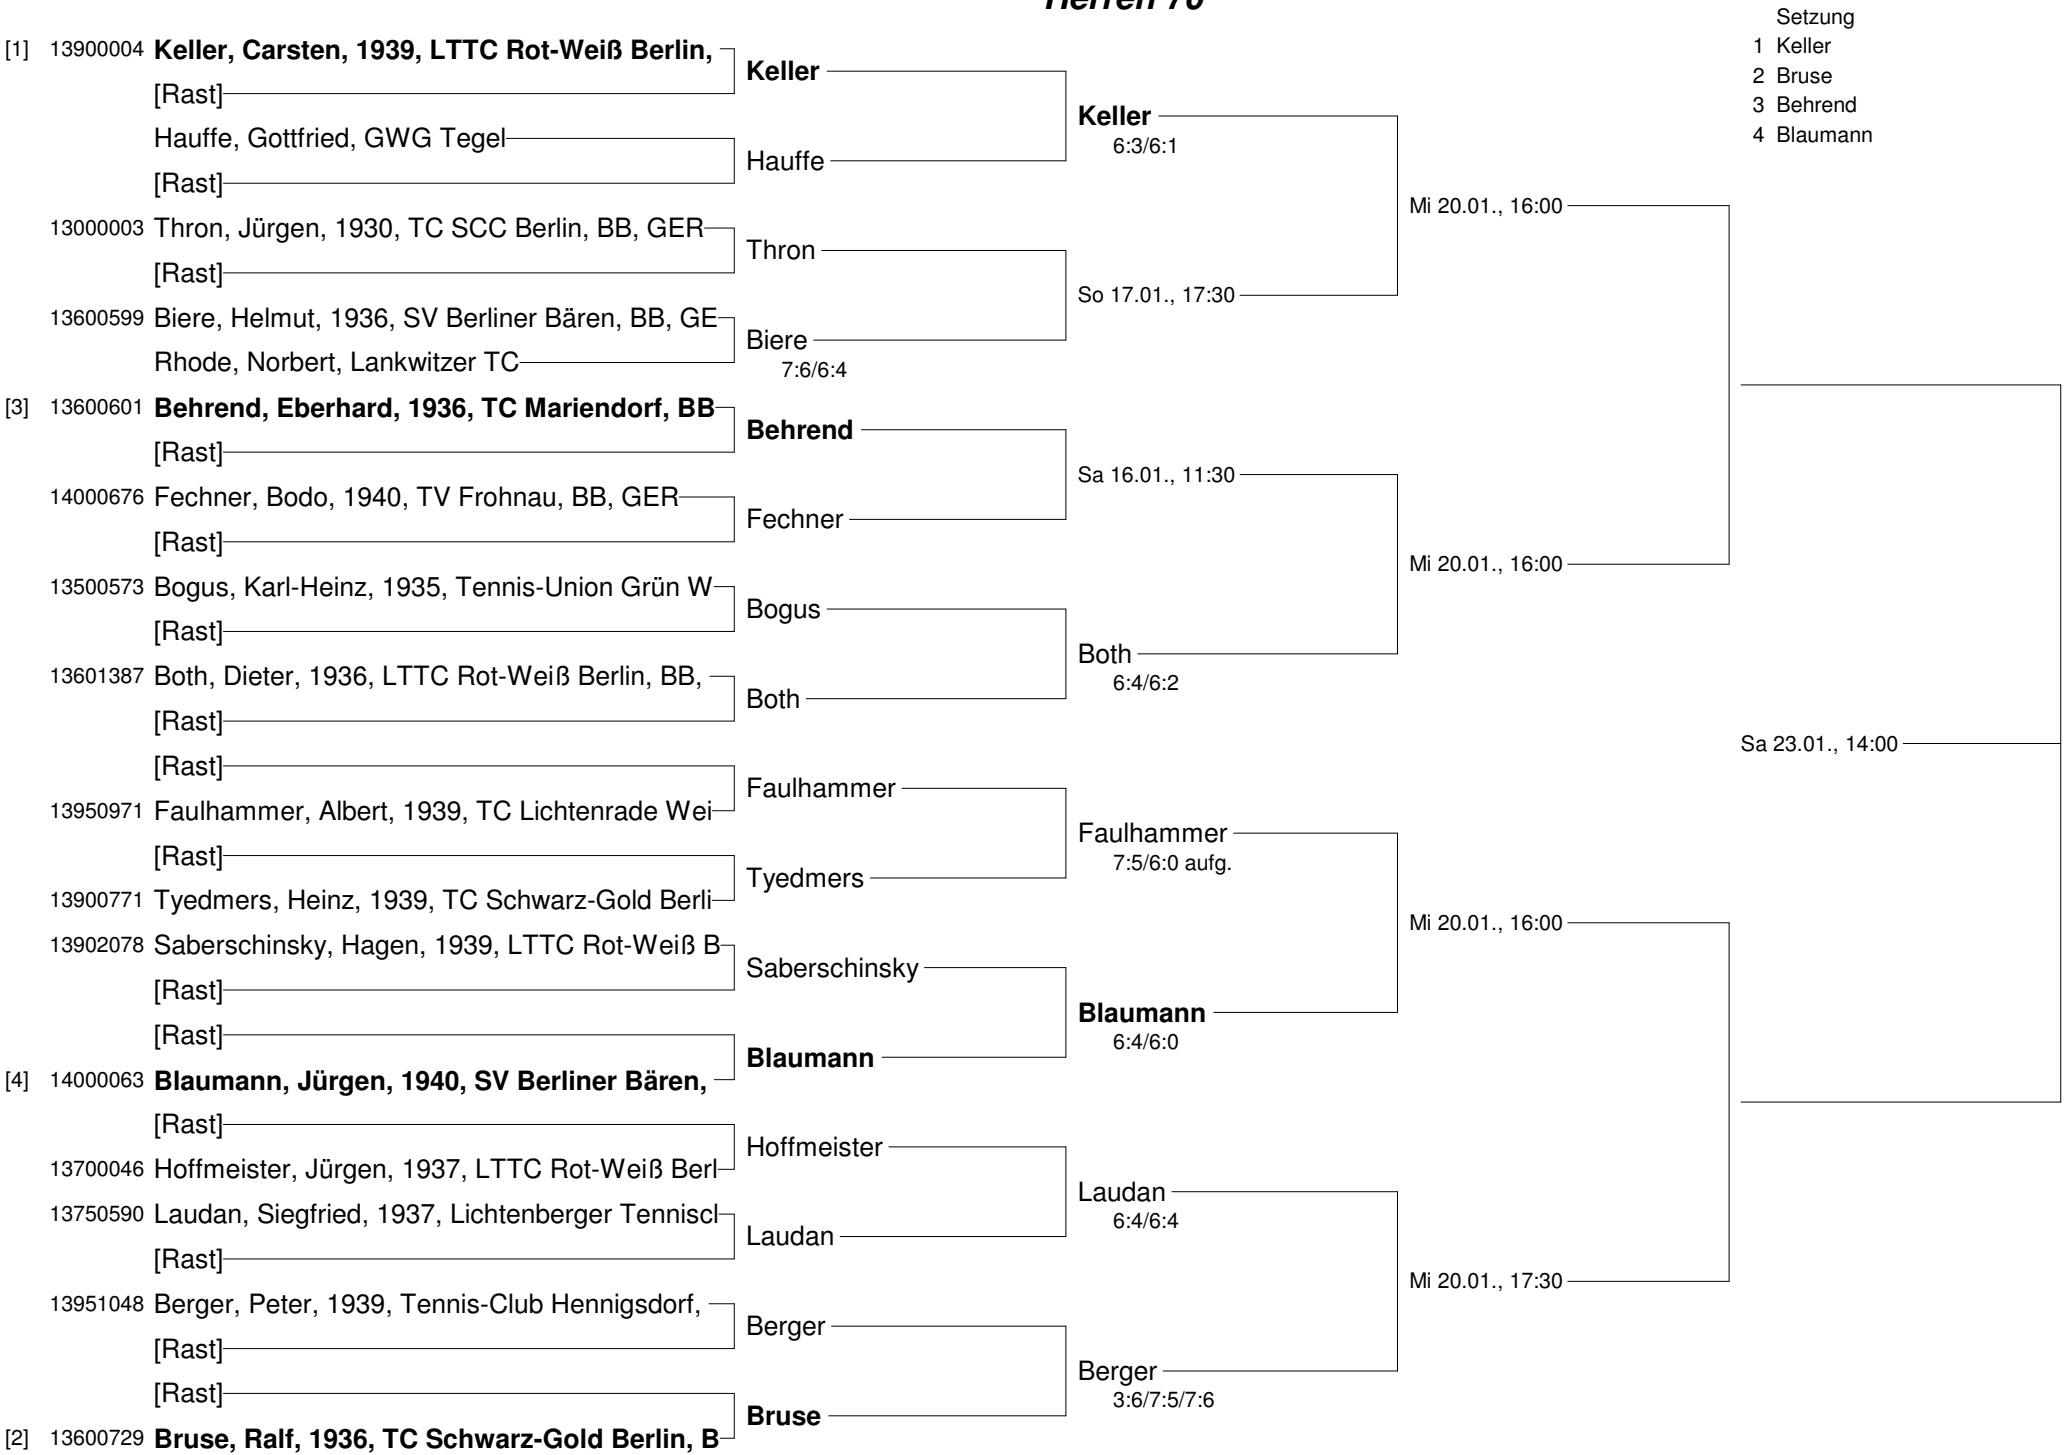 Herren 70
Setzung
1 Keller
2 Bruse
3 Behrend
4 Blaumann
[1] 13900004 Keller, Carsten, 1939, LTTC Rot-Weiß Berlin,
[Rast]
Hauffe, Gottfried, GWG Tegel
[Rast]
13000003 Thron, Jürgen, 1930, TC SCC Berlin, BB, GER
[Rast]
13600599 Biere, Helmut, 1936, SV Berliner Bären, BB, GE
Rhode, Norbert, Lankwitzer TC
[3] 13600601 Behrend, Eberhard, 1936, TC Mariendorf, BB
[Rast]
14000676 Fechner, Bodo, 1940, TV Frohnau, BB, GER
[Rast]
13500573 Bogus, Karl-Heinz, 1935, Tennis-Union Grün W
[Rast]
13601387 Both, Dieter, 1936, LTTC Rot-Weiß Berlin, BB,
[Rast]
[Rast]
13950971 Faulhammer, Albert, 1939, TC Lichtenrade Wei
[Rast]
13900771 Tyedmers, Heinz, 1939, TC Schwarz-Gold Berli
13902078 Saberschinsky, Hagen, 1939, LTTC Rot-Weiß B
[Rast]
[Rast]
[4] 14000063 Blaumann, Jürgen, 1940, SV Berliner Bären,
[Rast]
13700046 Hoffmeister, Jürgen, 1937, LTTC Rot-Weiß Berl
13750590 Laudan, Siegfried, 1937, Lichtenberger Tenniscl
[Rast]
13951048 Berger, Peter, 1939, Tennis-Club Hennigsdorf,
[Rast]
[Rast]
[2] 13600729 Bruse, Ralf, 1936, TC Schwarz-Gold Berlin, B
Keller
Hauffe
Thron
Biere
7:6/6:4
Behrend
Fechner
Bogus
Both
Faulhammer
Tyedmers
Saberschinsky
Blaumann
Hoffmeister
Laudan
Berger
Bruse
Keller
6:3/6:1
So 17.01., 17:30
Sa 16.01., 11:30
Both
6:4/6:2
Faulhammer
7:5/6:0 aufg.
Blaumann
6:4/6:0
Laudan
6:4/6:4
Berger
3:6/7:5/7:6
Mi 20.01., 16:00
Mi 20.01., 16:00
Mi 20.01., 16:00
Mi 20.01., 17:30
Sa 23.01., 14:00